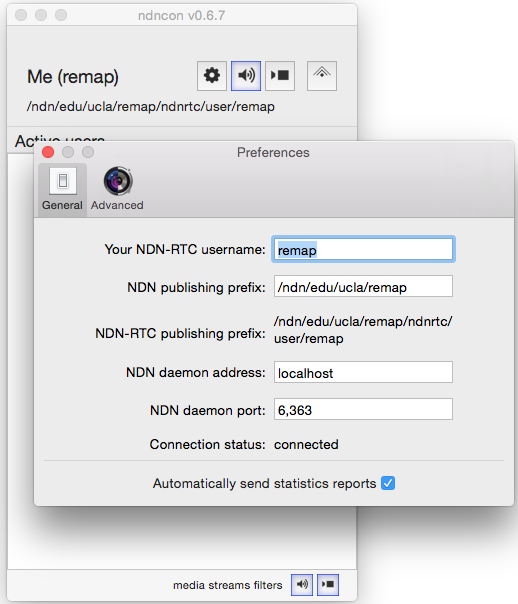 ndncon v0.6.7
Me (remap)
/ndn/edu/ucla/remap/ndnrtc/user/remap
Active users
Preferences
General Advanced
Your NDN-RTC username: remap
NDN publishing prefix: /ndn/edu/ucla/remap
NDN-RTC publishing prefix: /ndn/edu/ucla/remap/ndnrtc/
user/remap
NDN daemon address: localhost
NDN daemon port: 6,363
Connection status: connected
Automatically send statistics reports
media streams filters